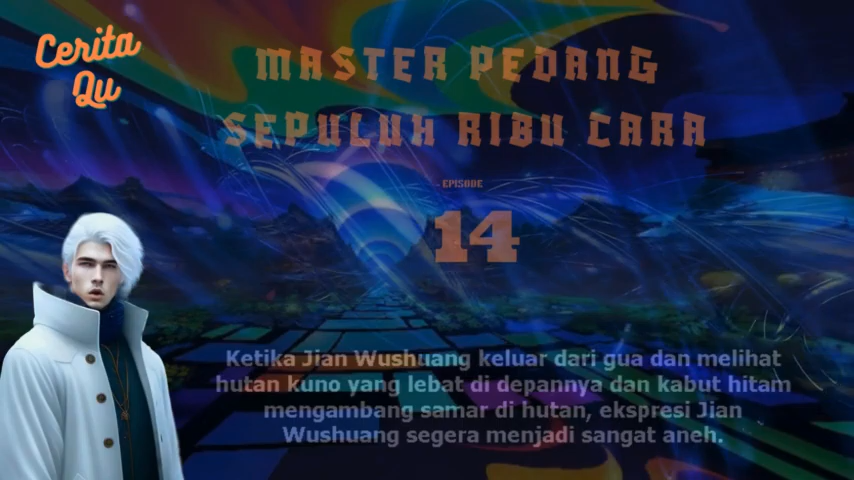 Cerita
Qu
MASTER PEDANG
SEPULUH RIBU CARA
EPISODE
14
Ketika Jian Wushuang keluar dari gua dan melihat
hutan kuno yang lebat di depannya dan kabut hitam
mengambang samar di hutan, ekspresi Jian
Wushuang segera menjadi sangat aneh.